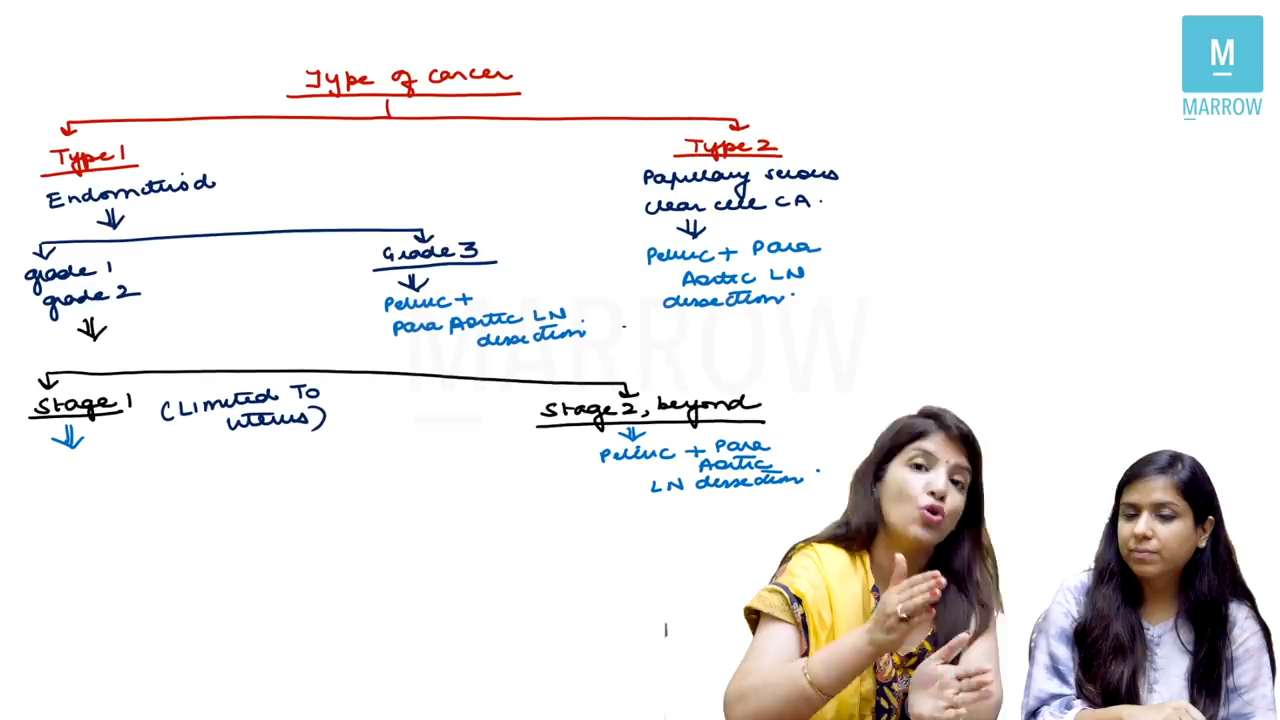 Type of cancer
Type 1
Endometrioid
grade 1
grade 2
Grade 3
Pelvic +
Para Aortic LN
dissection
Type 2
Papillary serous
clear cell CA.
Pelvic + Para
Aortic LN
dissection.
Stage 1 (Limited To
uterus)
Stage 2, beyond
Pelvic + Para
Aortic
LN dissection.
M
MARROW
MARROW